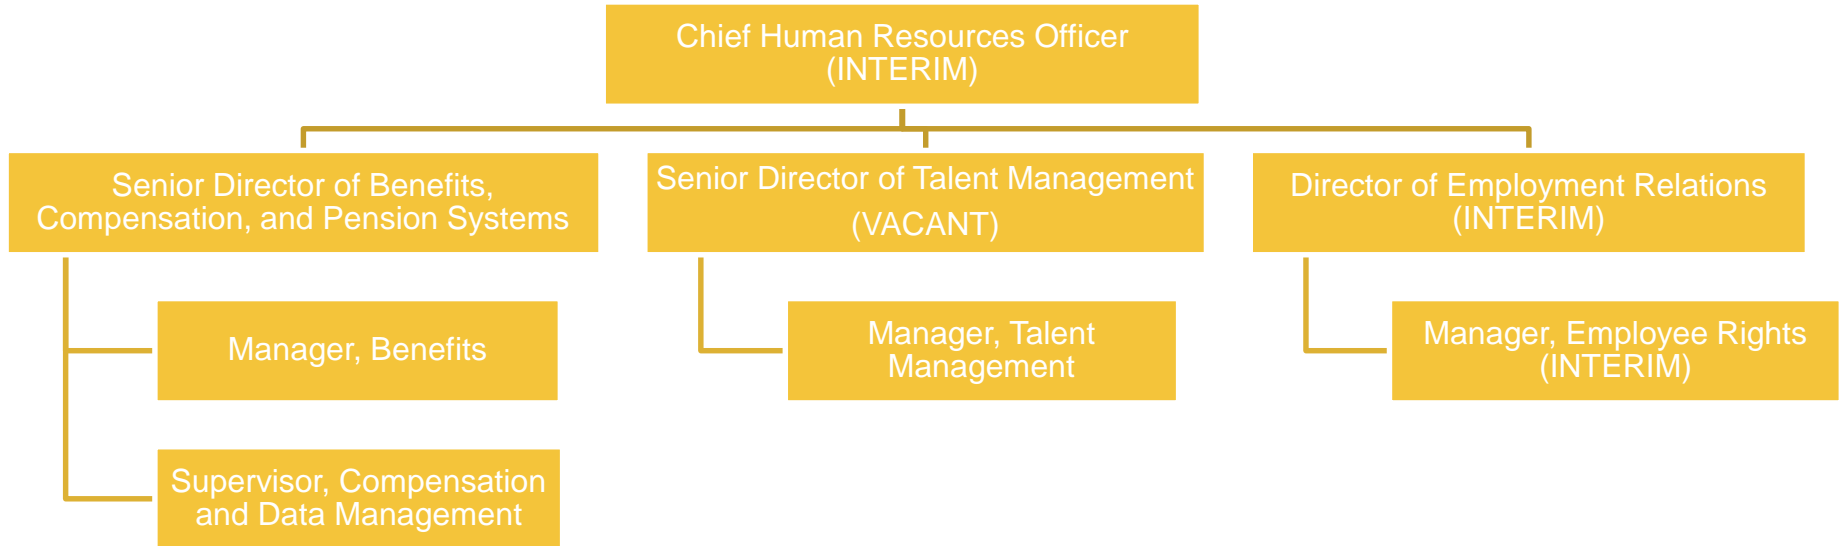 Chief Human Resources Officer
(INTERIM)
Senior Director of Benefits,
Compensation, and Pension Systems
Senior Director of Talent Management
(VACANT)
Director of Employment Relations
(INTERIM)
Manager, Benefits
Manager, Talent
Management
Manager, Employee Rights
(INTERIM)
Supervisor, Compensation
and Data Management